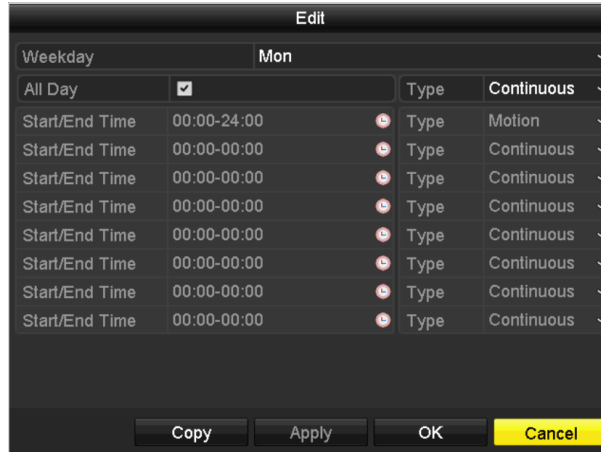 Edit
Weekday Mon
All Day Type Continuous
Start/End Time 00:00-24:00 Type Motion
Start/End Time 00:00-00:00 Type Continuous
Start/End Time 00:00-00:00 Type Continuous
Start/End Time 00:00-00:00 Type Continuous
Start/End Time 00:00-00:00 Type Continuous
Start/End Time 00:00-00:00 Type Continuous
Start/End Time 00:00-00:00 Type Continuous
Start/End Time 00:00-00:00 Type Continuous
Copy Apply OK Cancel